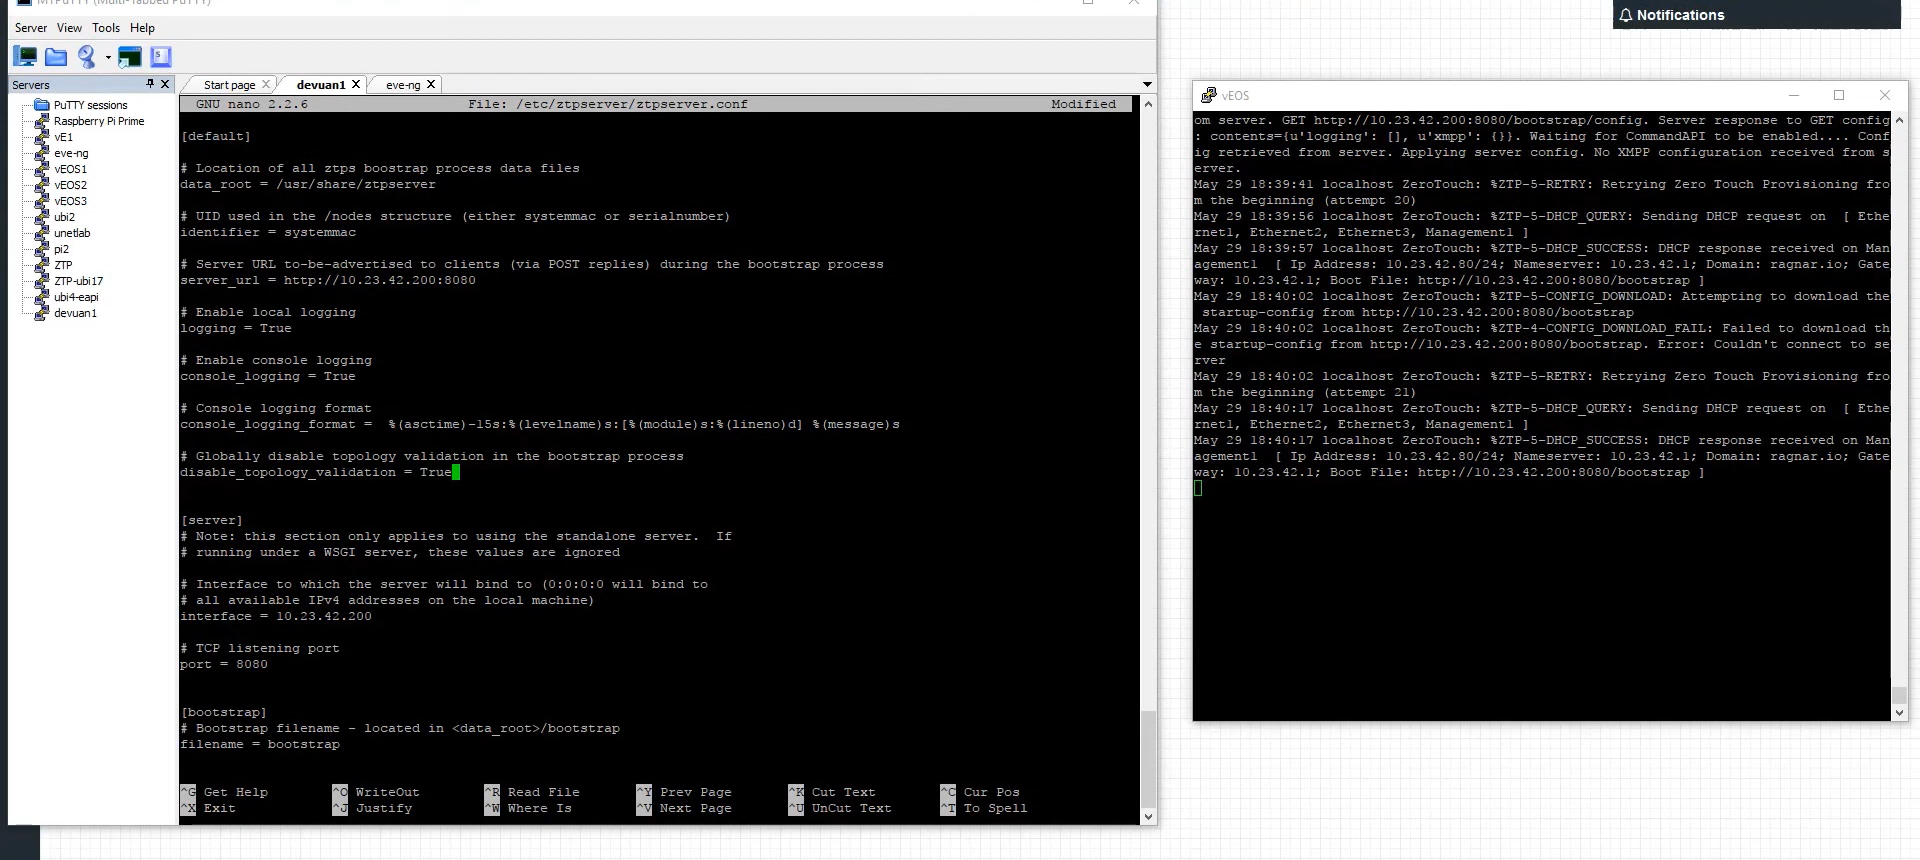 MTPuTTY (Multi-Tabbed PuTTY)
Server View Tools Help
Servers
PuTTY sessions
Raspberry Pi Prime
vE1
eve-ng
vEOS1
vEOS2
vEOS3
ubi2
unetlab
pi2
ZTP
ZTP-ubi17
ubi4-eapi
devuan1
Start page devuan1 eve-ng
GNU nano 2.2.6 File: /etc/ztpserver/ztpserver.conf Modified
[default]
# Location of all ztps boostrap process data files
data_root = /usr/share/ztpserver
# UID used in the /nodes structure (either systemmac or serialnumber)
identifier = systemmac
# Server URL to-be-advertised to clients (via POST replies) during the bootstrap process
server_url = http://10.23.42.200:8080
# Enable local logging
logging = True
# Enable console logging
console_logging = True
# Console logging format
console_logging_format =  %(asctime)-15s:%(levelname)s:[%(module)s:%(lineno)d] %(message)s
# Globally disable topology validation in the bootstrap process
disable_topology_validation = True
[server]
# Note: this section only applies to using the standalone server.  If
# running under a WSGI server, these values are ignored
# Interface to which the server will bind to (0:0:0:0 will bind to
# all available IPv4 addresses on the local machine)
interface = 10.23.42.200
# TCP listening port
port = 8080
[bootstrap]
# Bootstrap filename - located in <data_root>/bootstrap
filename = bootstrap
^G Get Help ^O WriteOut ^R Read File ^Y Prev Page ^K Cut Text ^C Cur Pos
^X Exit ^J Justify ^W Where Is ^V Next Page ^U UnCut Text ^T To Spell
Notifications
vEOS
om server. GET http://10.23.42.200:8080/bootstrap/config. Server response to GET config
: contents={u'logging': [], u'xmpp': {}}. Waiting for CommandAPI to be enabled.... Conf
ig retrieved from server. Applying server config. No XMPP configuration received from s
erver.
May 29 18:39:41 localhost ZeroTouch: %ZTP-5-RETRY: Retrying Zero Touch Provisioning fro
m the beginning (attempt 20)
May 29 18:39:56 localhost ZeroTouch: %ZTP-5-DHCP_QUERY: Sending DHCP request on  [ Ethe
rnet1, Ethernet2, Ethernet3, Management1 ]
May 29 18:39:57 localhost ZeroTouch: %ZTP-5-DHCP_SUCCESS: DHCP response received on Man
agement1  [ Ip Address: 10.23.42.80/24; Nameserver: 10.23.42.1; Domain: ragnar.io; Gate
way: 10.23.42.1; Boot File: http://10.23.42.200:8080/bootstrap ]
May 29 18:40:02 localhost ZeroTouch: %ZTP-5-CONFIG_DOWNLOAD: Attempting to download the
startup-config from http://10.23.42.200:8080/bootstrap
May 29 18:40:02 localhost ZeroTouch: %ZTP-4-CONFIG_DOWNLOAD_FAIL: Failed to download th
e startup-config from http://10.23.42.200:8080/bootstrap. Error: Couldn't connect to se
rver
May 29 18:40:02 localhost ZeroTouch: %ZTP-5-RETRY: Retrying Zero Touch Provisioning fro
m the beginning (attempt 21)
May 29 18:40:17 localhost ZeroTouch: %ZTP-5-DHCP_QUERY: Sending DHCP request on  [ Ethe
rnet1, Ethernet2, Ethernet3, Management1 ]
May 29 18:40:17 localhost ZeroTouch: %ZTP-5-DHCP_SUCCESS: DHCP response received on Man
agement1  [ Ip Address: 10.23.42.80/24; Nameserver: 10.23.42.1; Domain: ragnar.io; Gate
way: 10.23.42.1; Boot File: http://10.23.42.200:8080/bootstrap ]